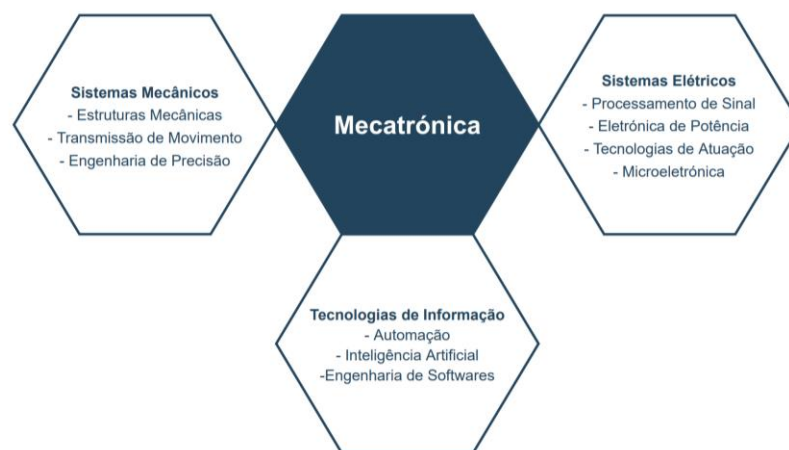 Sistemas Mecânicos
- Estruturas Mecânicas
- Transmissão de Movimento
- Engenharia de Precisão
Mecatrónica
Sistemas Elétricos
- Processamento de Sinal
- Eletrónica de Potência
- Tecnologias de Atuação
- Microeletrónica
Tecnologias de Informação
- Automação
- Inteligência Artificial
-Engenharia de Softwares